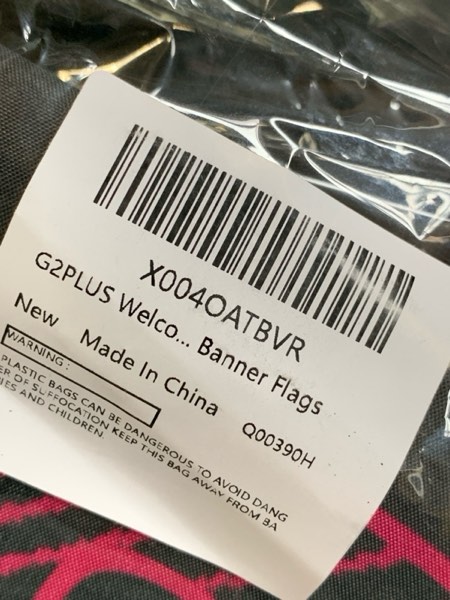 X004OATBVR
G2PLUS Welco... Banner Flags
New Made In China Q00390H
WARNING:
PLASTIC BAGS CAN BE DANGEROUS TO AVOID DANG
ER OF SUFFOCATION KEEP THIS BAG AWAY FROM BA
IES AND CHILDREN.